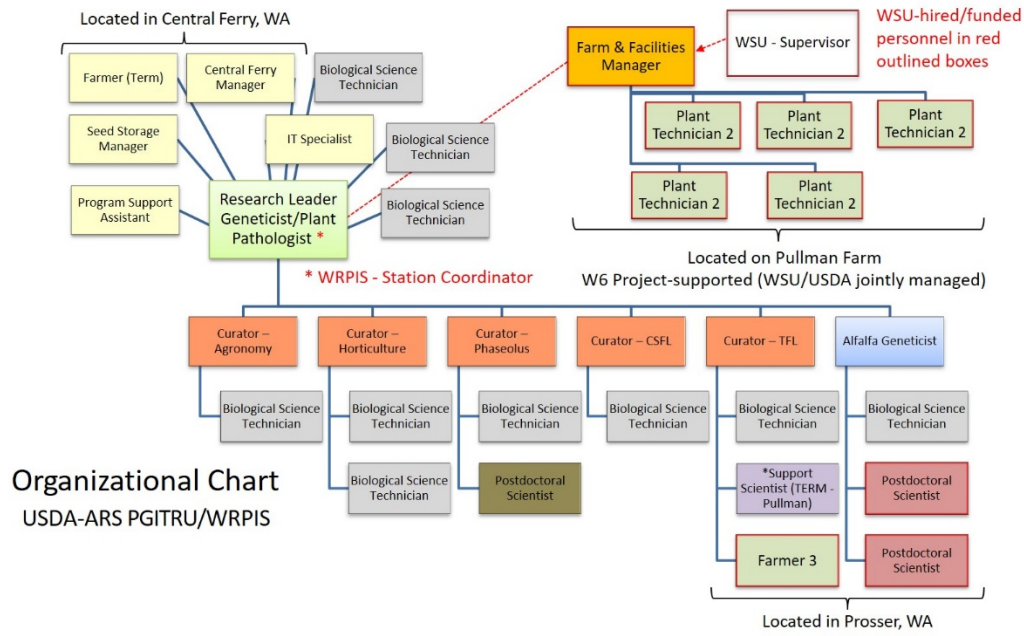 Located in Central Ferry, WA
Farmer (Term)
Central Ferry
Manager
Biological Science
Technician
Seed Storage
Manager
IT Specialist
Biological Science
Technician
Program Support
Assistant
Research Leader
Geneticist/Plant
Pathologist *
Biological Science
Technician
* WRPIS - Station Coordinator
Farm & Facilities
Manager
WSU - Supervisor
WSU-hired/funded
personnel in red
outlined boxes
Plant
Technician 2
Plant
Technician 2
Plant
Technician 2
Plant
Technician 2
Plant
Technician 2
Located on Pullman Farm
W6 Project-supported (WSU/USDA jointly managed)
Curator –
Agronomy
Curator –
Horticulture
Curator –
Phaseolus
Curator – CSFL
Curator – TFL
Alfalfa Geneticist
Biological Science
Technician
Biological Science
Technician
Biological Science
Technician
Biological Science
Technician
Biological Science
Technician
Biological Science
Technician
Biological Science
Technician
Postdoctoral
Scientist
*Support
Scientist (TERM -
Pullman)
Postdoctoral
Scientist
Farmer 3
Postdoctoral
Scientist
Located in Prosser, WA
Organizational Chart
USDA-ARS PGITRU/WRPIS